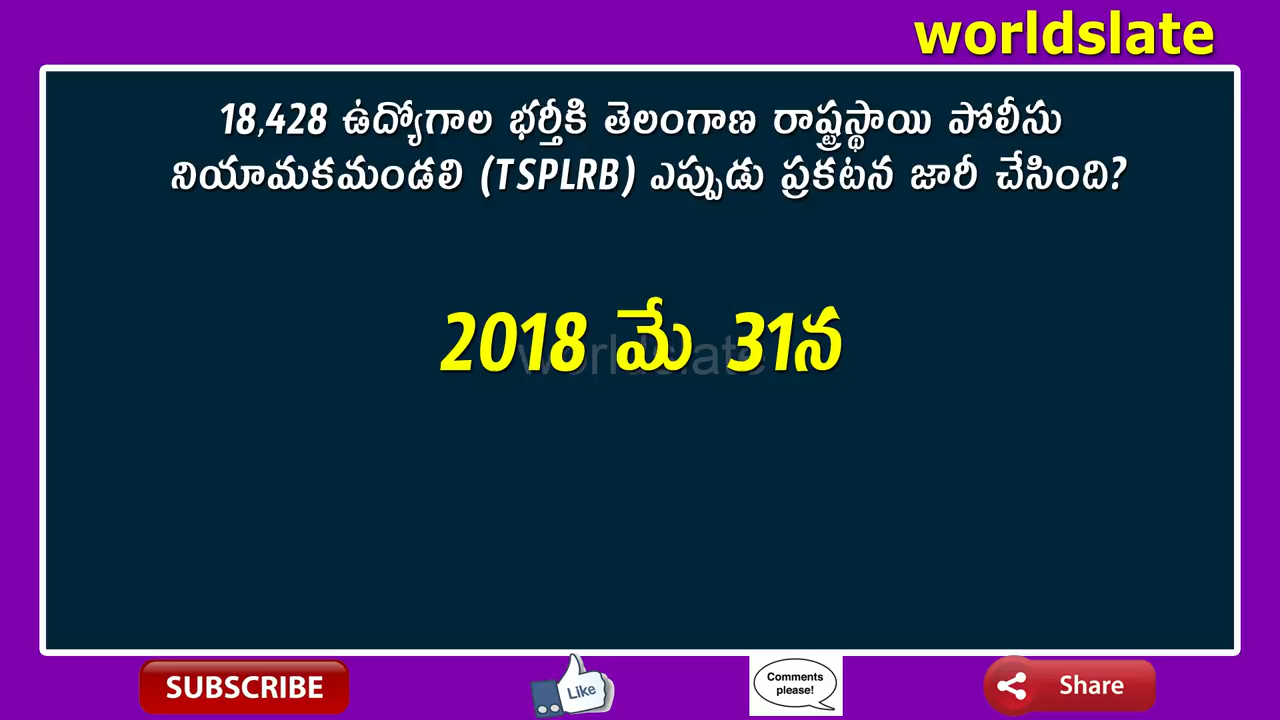 worldslate
18,428 ఉద్యోగాల భర్తీకి తెలంగాణ రాష్ట్రస్థాయి పోలీసు
నియామకమండలి (TSPLRB) ఎప్పుడు ప్రకటన జారీ చేసింది?
2018 మే 31న
worldslate
SUBSCRIBE
Like
Comments
please!
Share